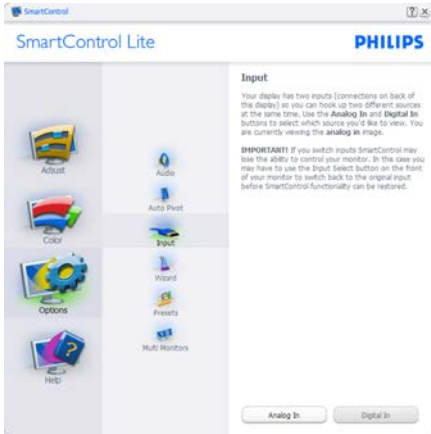 SmartControl
SmartControl Lite
PHILIPS
Adjust
Color
Options
Help
Audio
Auto Pivot
Input
Wizard
Presets
Multi Monitors
Input
Your display has two inputs (connections on back of
this display) so you can hook up two different sources
at the same time. Use the Analog In and Digital In
buttons to select which source you'd like to view. You
are currently viewing the analog in image.
IMPORTANT! If you switch inputs SmartControl may
lose the ability to control your monitor. In this case you
may have to use the Input Select button on the front
of your monitor to switch back to the original input
before SmartControl functionality can be restored.
Analog In
Digital In